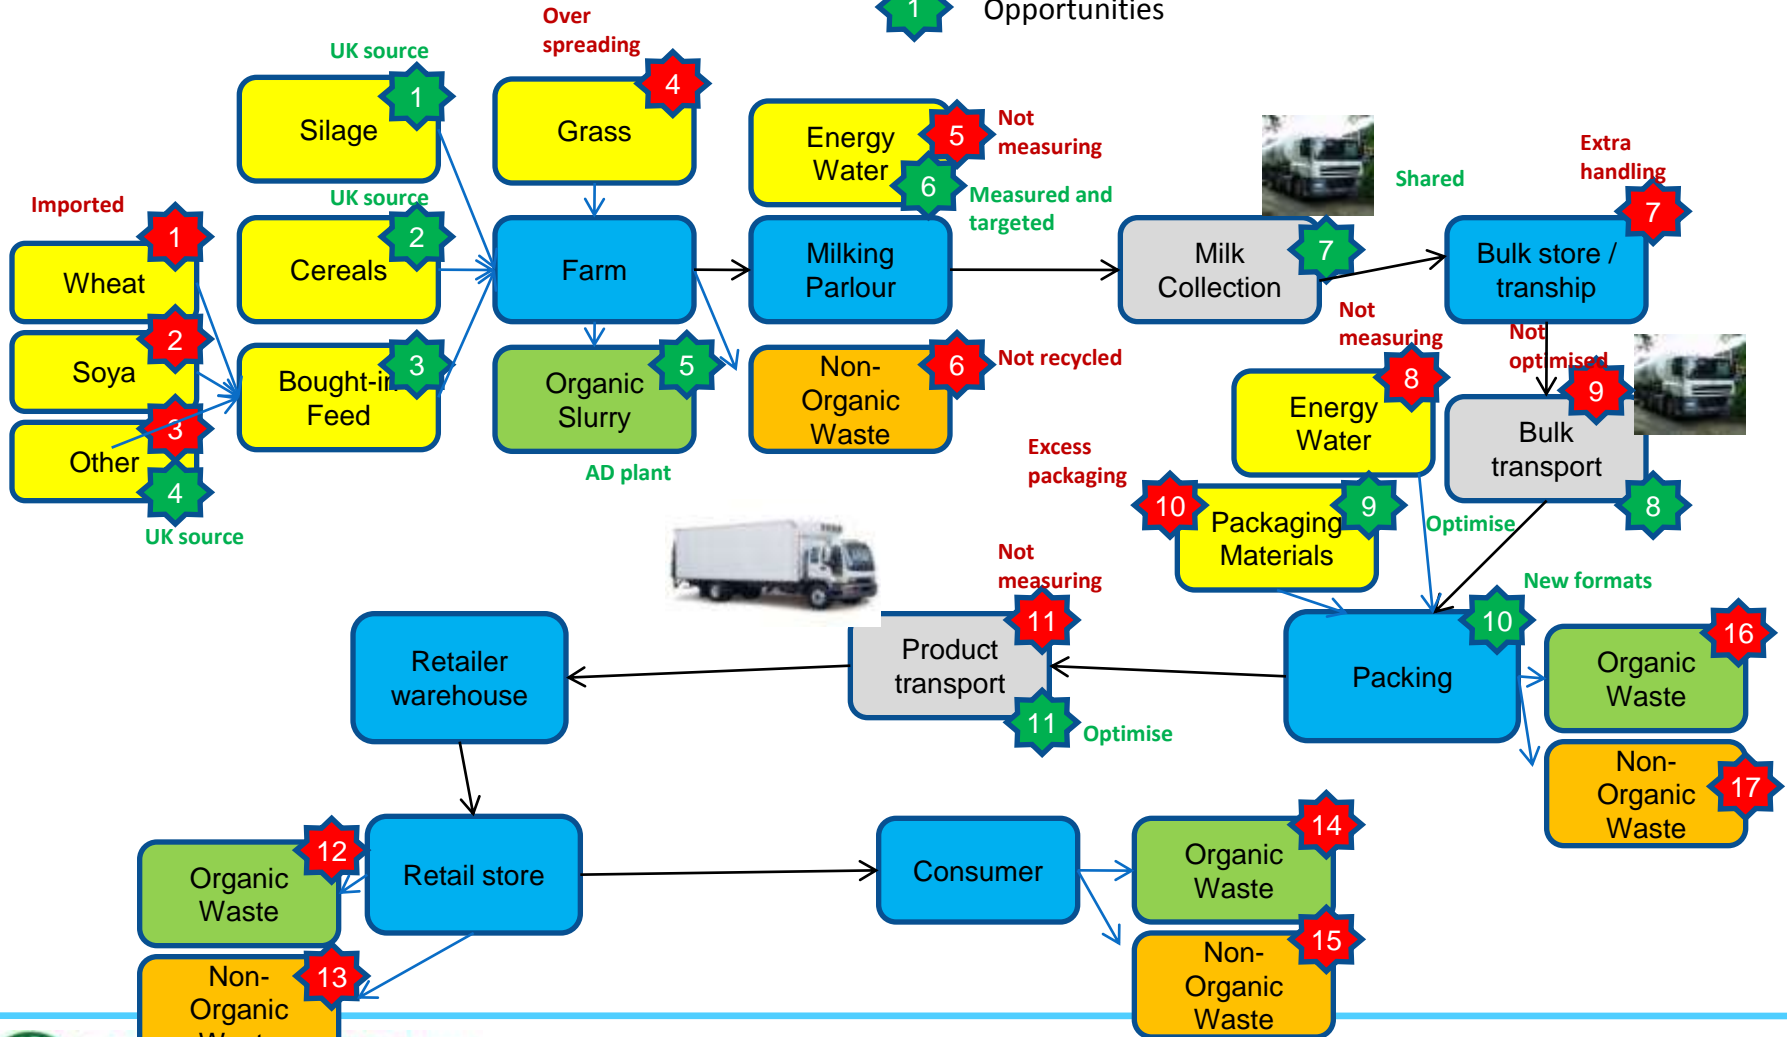 1
Opportunities
Over
spreading
UK source
1
Silage
4
Grass
Energy
Water
5
Not
measuring
6
Measured and
targeted
Shared
Extra
handling
Imported
1
Wheat
UK source
2
Cereals
Farm
Milking
Parlour
Milk
Collection
7
Bulk store /
tranship
7
2
Soya
Bought-in
Feed
3
Organic
Slurry
5
Non-
Organic
Waste
6
Not recycled
Not
measuring
8
Energy
Water
Not
optimised
9
Bulk
transport
8
3
Other
4
UK source
AD plant
Excess
packaging
10
Packaging
Materials
9
Optimise
New formats
10
Packing
Not
measuring
11
Product
transport
11
Optimise
Retailer
warehouse
16
Organic
Waste
Non-
Organic
Waste
17
12
Organic
Waste
Retail store
Consumer
14
Organic
Waste
13
Non-
Organic
15
Non-
Organic
Waste